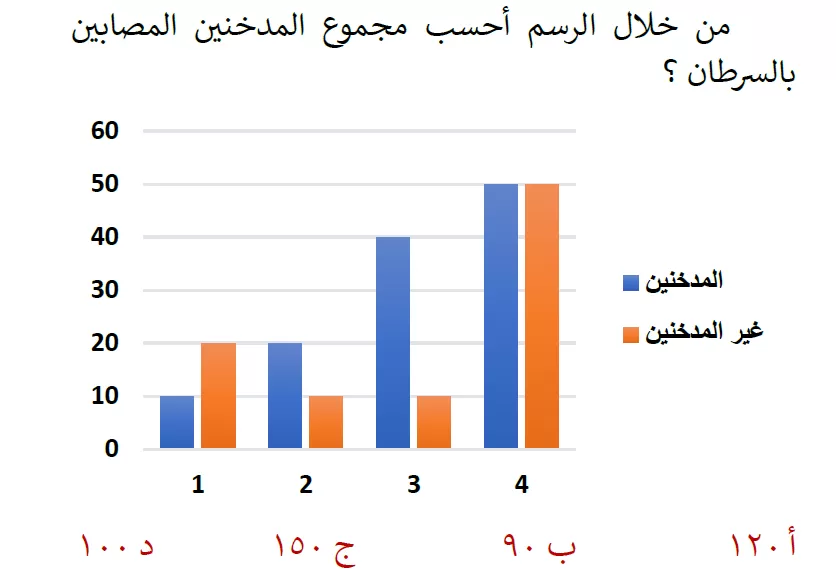 من خلال الرسم أحسب مجموع المدخنين المصابين
بالسرطان ؟
60
50
40
30
20
10
0
1 2 3 4
المدخنين
غير المدخنين
أ ١٢٠ ب ٩٠ ج ١٥٠ د ١٠٠